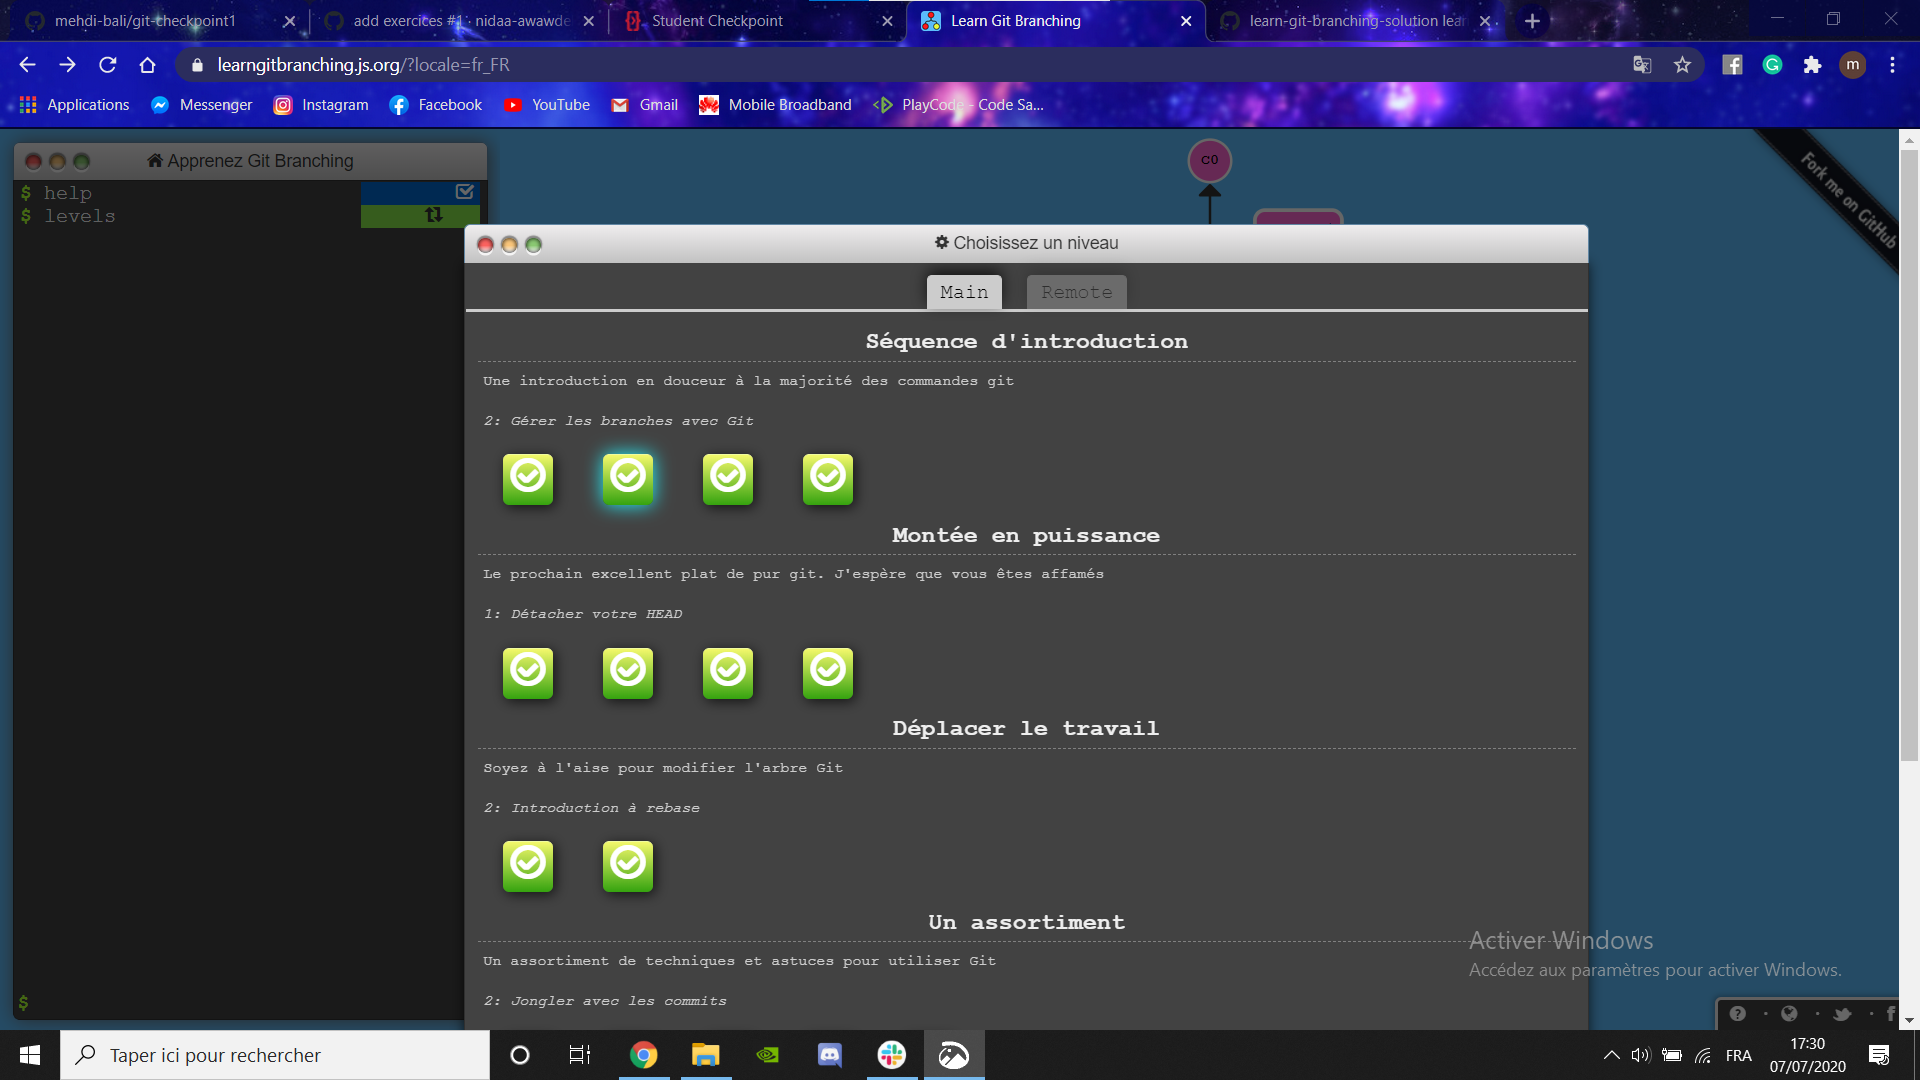 mehdi-bali/git-checkpoint1
add exercices #1 · nidaa-awawde
Student Checkpoint
Learn Git Branching
learn-git-branching-solution lear
learngitbranching.js.org/?locale=fr_FR
m
Applications
Messenger
Instagram
Facebook
YouTube
Gmail
Mobile Broadband
PlayCode - Code Sa...
Apprenez Git Branching
$ help
$ levels
$
C0
Fork me on GitHub
Choisissez un niveau
Main
Remote
Séquence d'introduction
Une introduction en douceur à la majorité des commandes git
2: Gérer les branches avec Git
Montée en puissance
Le prochain excellent plat de pur git. J'espère que vous êtes affamés
1: Détacher votre HEAD
Déplacer le travail
Soyez à l'aise pour modifier l'arbre Git
2: Introduction à rebase
Un assortiment
Un assortiment de techniques et astuces pour utiliser Git
2: Jongler avec les commits
Activer Windows
Accédez aux paramètres pour activer Windows.
Taper ici pour rechercher
FRA
17:30
07/07/2020